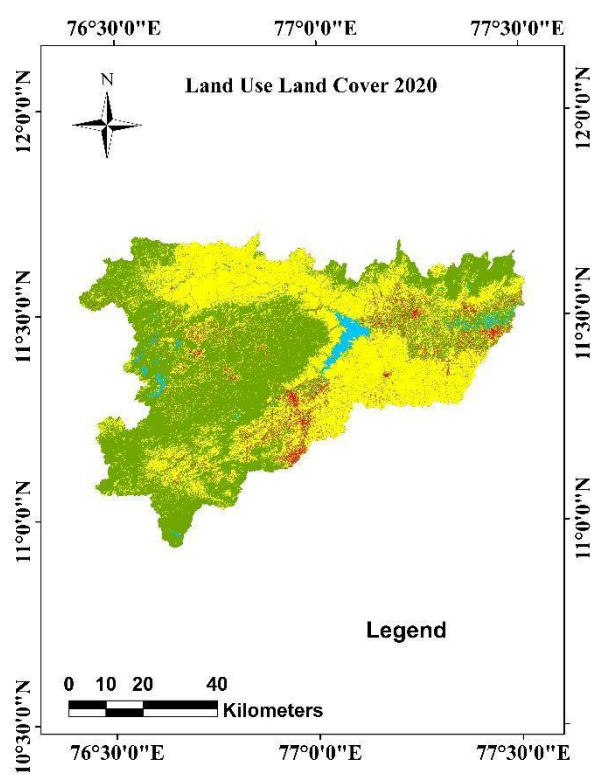 76°30'0"E 77°0'0"E 77°30'0"E
N
Land Use Land Cover 2020
12°0'0"N 12°0'0"N
11°30'0"N 11°30'0"N
11°0'0"N 11°0'0"N
Legend
0 10 20 40
Kilometers
10°30'0"N
76°30'0"E 77°0'0"E 77°30'0"E